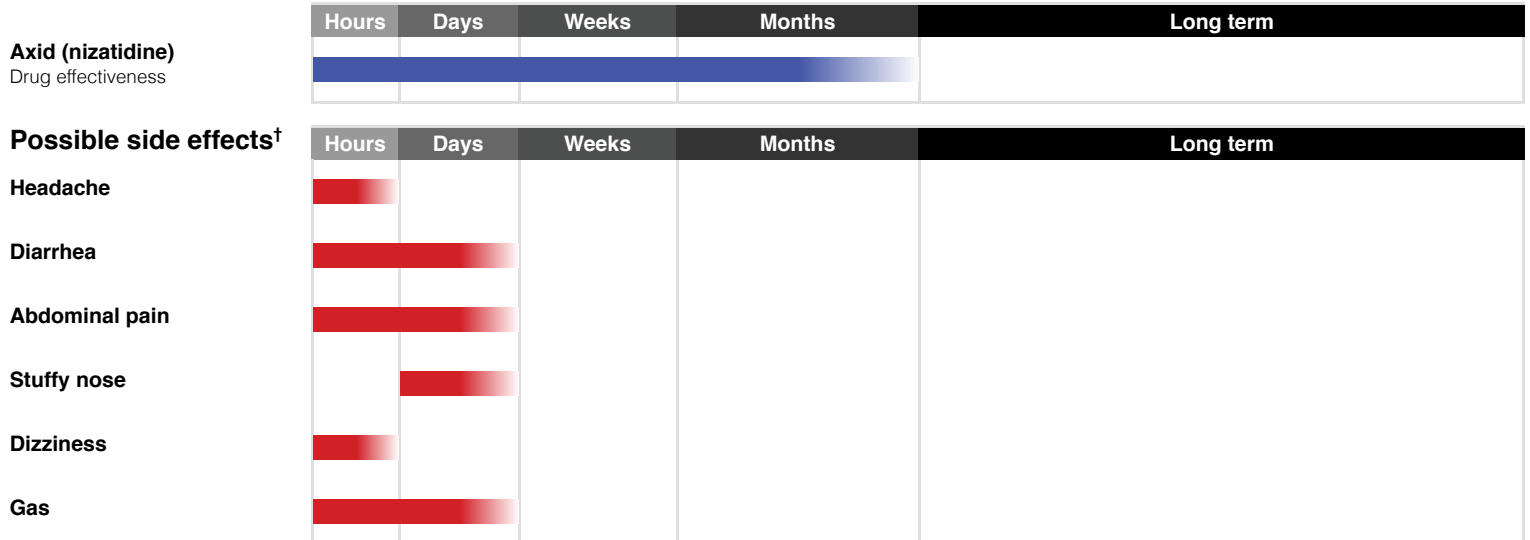 Hours Days Weeks Months Long term
Axid (nizatidine)
Drug effectiveness
Possible side effects† Hours Days Weeks Months Long term
Headache
Diarrhea
Abdominal pain
Stuffy nose
Dizziness
Gas